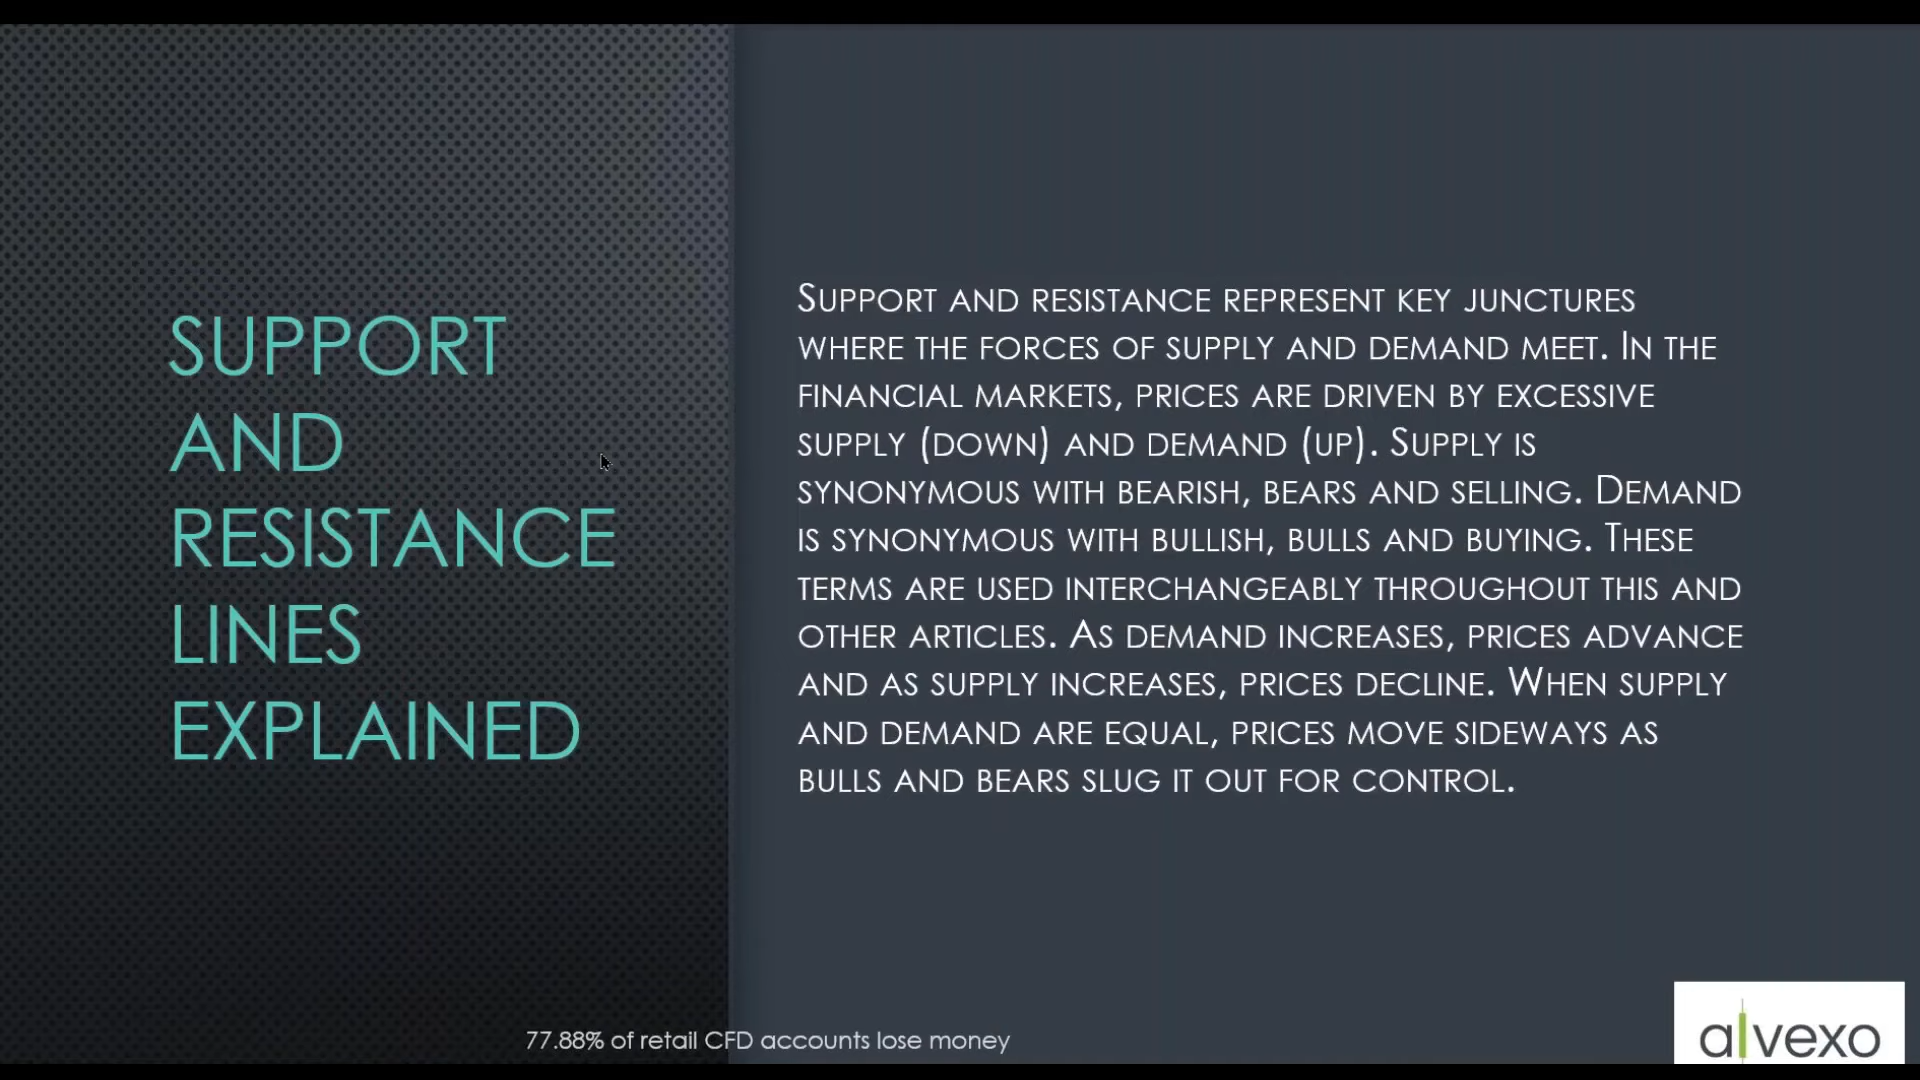 SUPPORT
AND
RESISTANCE
LINES
EXPLAINED
SUPPORT AND RESISTANCE REPRESENT KEY JUNCTURES
WHERE THE FORCES OF SUPPLY AND DEMAND MEET. IN THE
FINANCIAL MARKETS, PRICES ARE DRIVEN BY EXCESSIVE
SUPPLY (DOWN) AND DEMAND (UP). SUPPLY IS
SYNONYMOUS WITH BEARISH, BEARS AND SELLING. DEMAND
IS SYNONYMOUS WITH BULLISH, BULLS AND BUYING. THESE
TERMS ARE USED INTERCHANGEABLY THROUGHOUT THIS AND
OTHER ARTICLES. AS DEMAND INCREASES, PRICES ADVANCE
AND AS SUPPLY INCREASES, PRICES DECLINE. WHEN SUPPLY
AND DEMAND ARE EQUAL, PRICES MOVE SIDEWAYS AS
BULLS AND BEARS SLUG IT OUT FOR CONTROL.
77.88% of retail CFD accounts lose money
alvexo